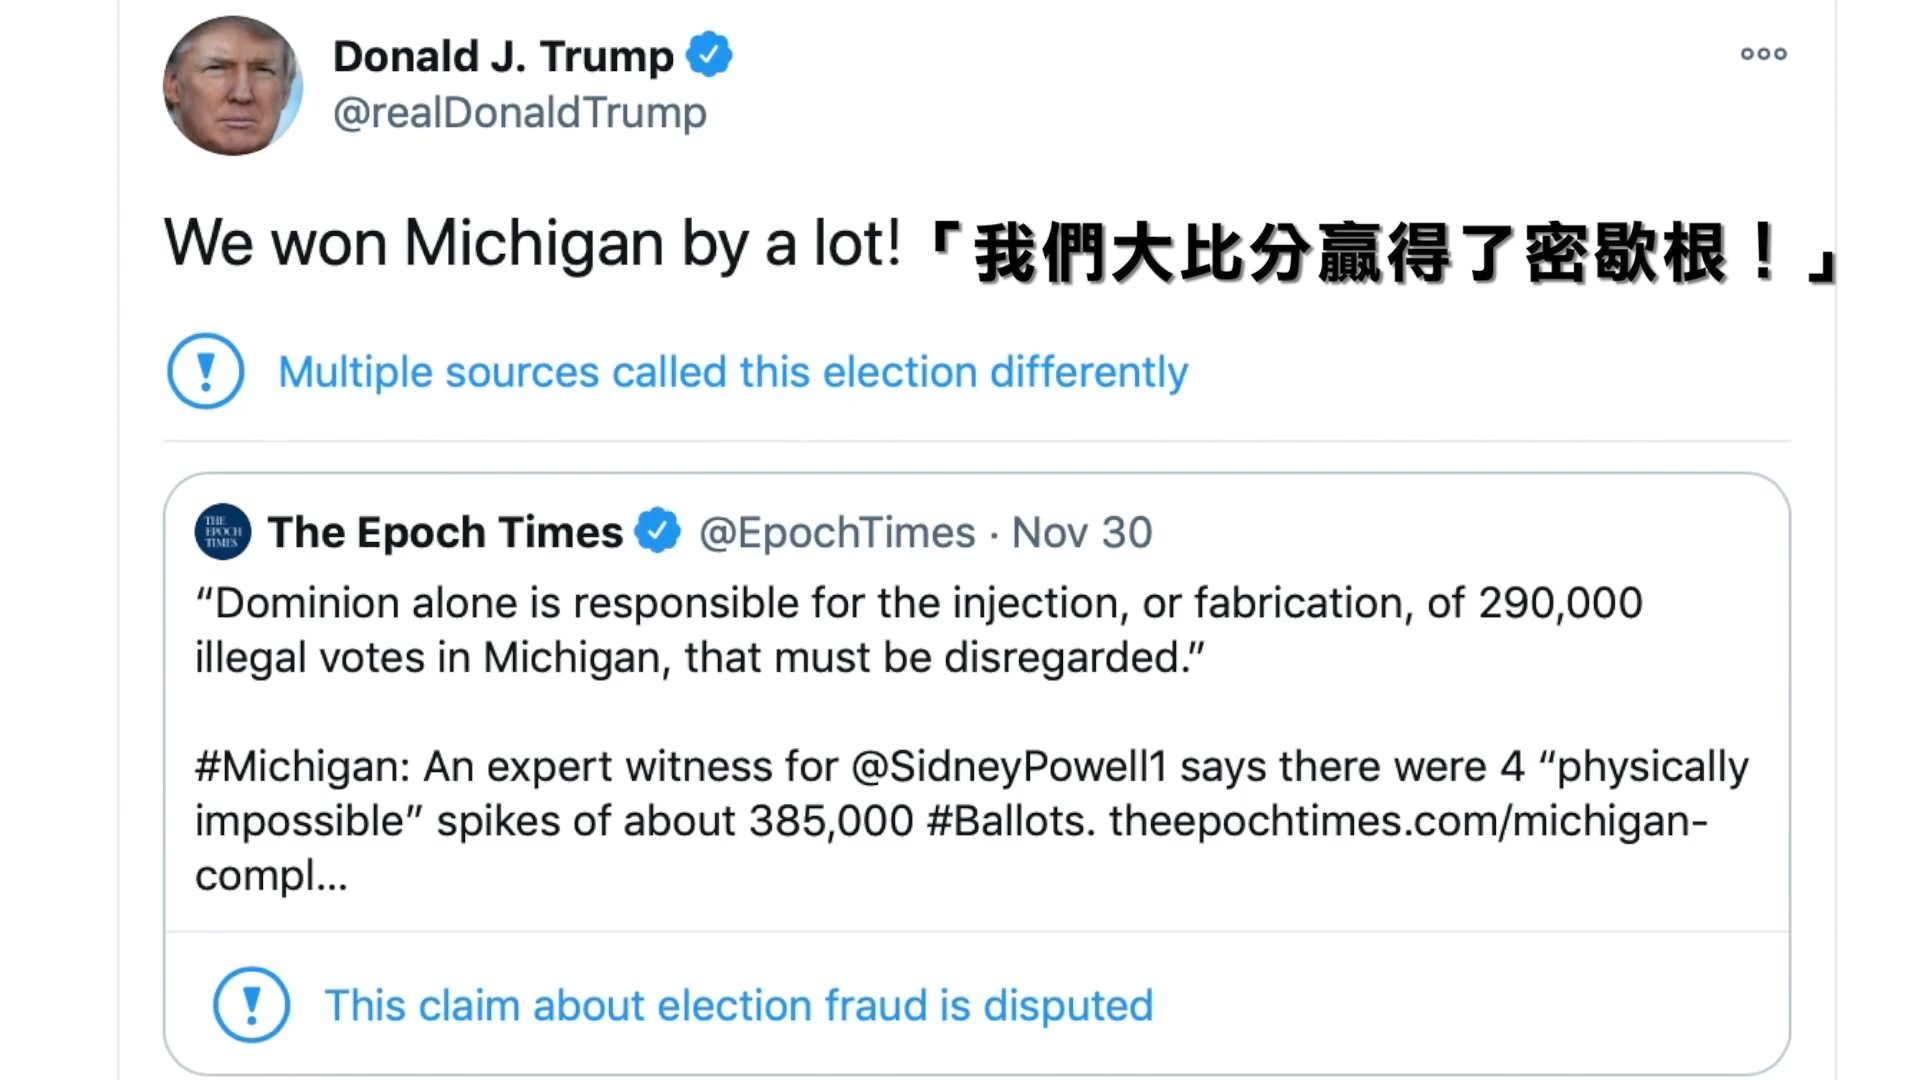 Donald J. Trump
@realDonaldTrump
We won Michigan by a lot!「我們大比分贏得了密歇根！」
Multiple sources called this election differently
THE
EPOCH
TIMES
The Epoch Times @EpochTimes · Nov 30
“Dominion alone is responsible for the injection, or fabrication, of 290,000
illegal votes in Michigan, that must be disregarded.”
#Michigan: An expert witness for @SidneyPowell1 says there were 4 “physically
impossible” spikes of about 385,000 #Ballots. theepochtimes.com/michigan-
compl...
This claim about election fraud is disputed